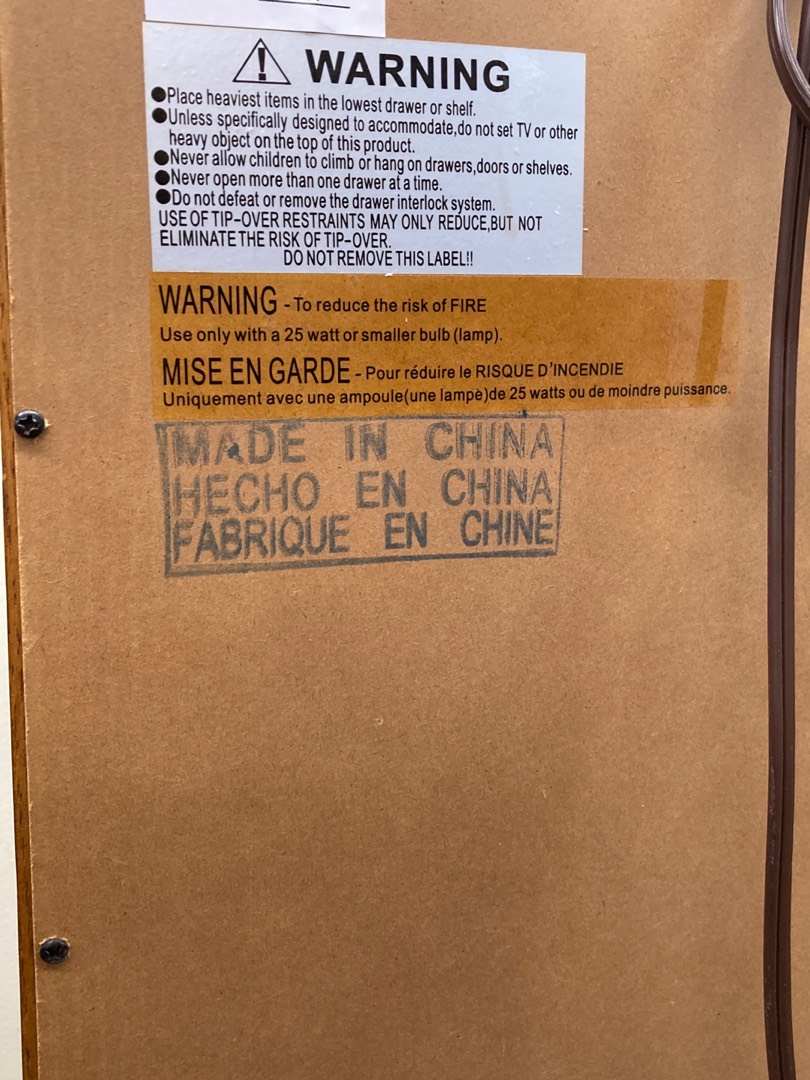 WARNING
●Place heaviest items in the lowest drawer or shelf.
●Unless specifically designed to accommodate,do not set TV or other
heavy object on the top of this product.
●Never allow children to climb or hang on drawers,doors or shelves.
●Never open more than one drawer at a time.
●Do not defeat or remove the drawer interlock system.
USE OF TIP-OVER RESTRAINTS MAY ONLY REDUCE,BUT NOT
ELIMINATE THE RISK OF TIP-OVER.
DO NOT REMOVE THIS LABEL!!
WARNING - To reduce the risk of FIRE
Use only with a 25 watt or smaller bulb (lamp).
MISE EN GARDE - Pour réduire le RISQUE D'INCENDIE
Uniquement avec une ampoule(une lampè)de 25 watts ou de moindre puissance.
MADE IN CHINA
HECHO EN CHINA
FABRIQUE EN CHINE